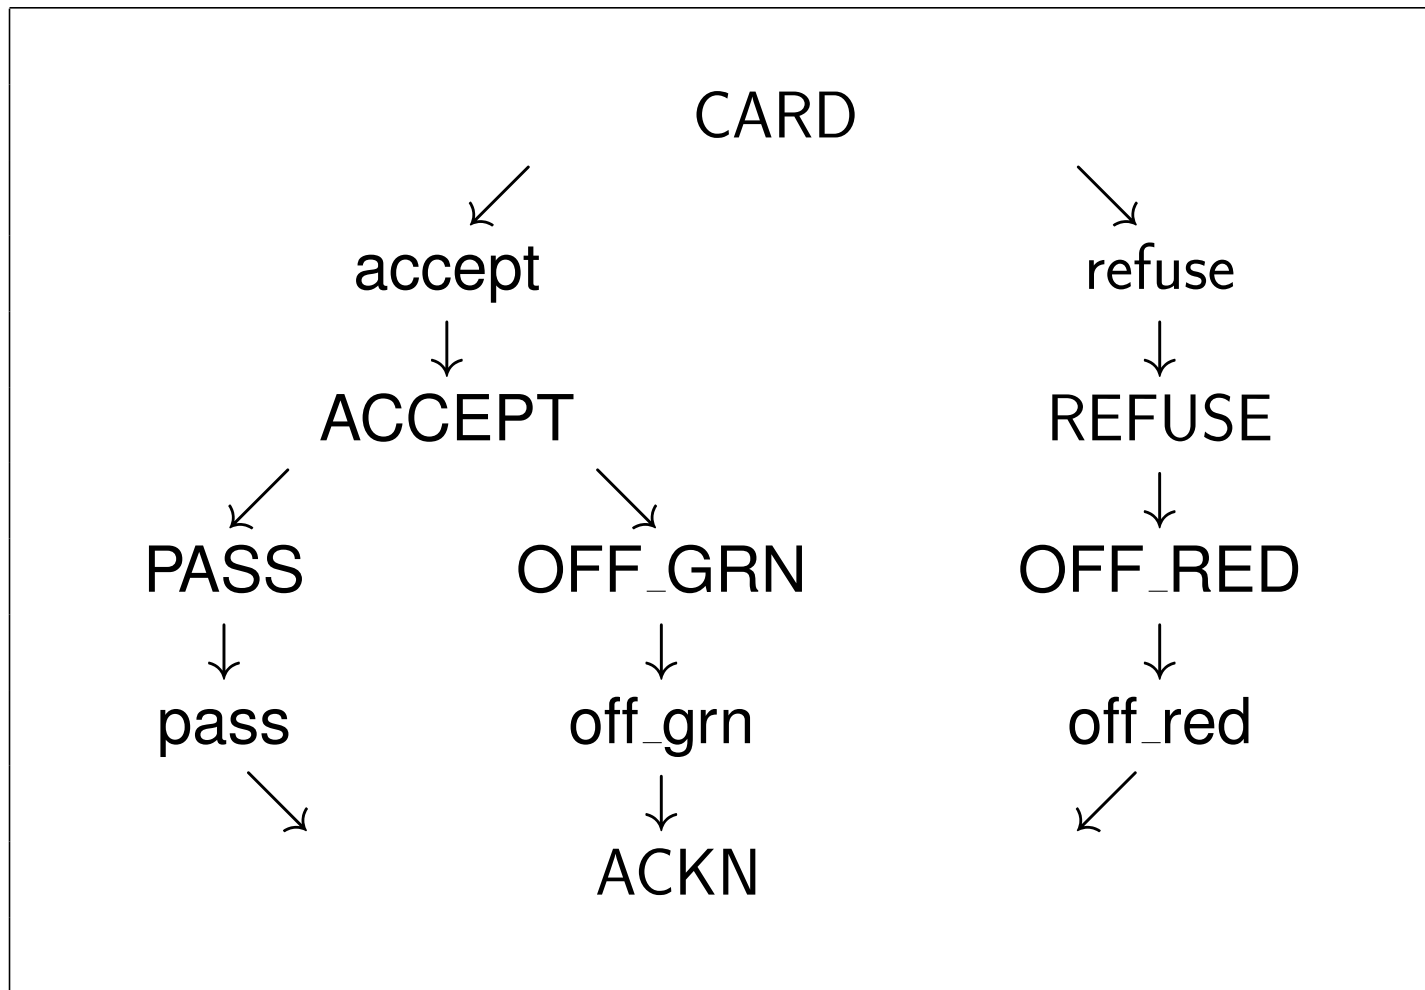 CARD
accept refuse
ACCEPT REFUSE
PASS OFF_GRN OFF_RED
pass off_grn off_red
ACKN